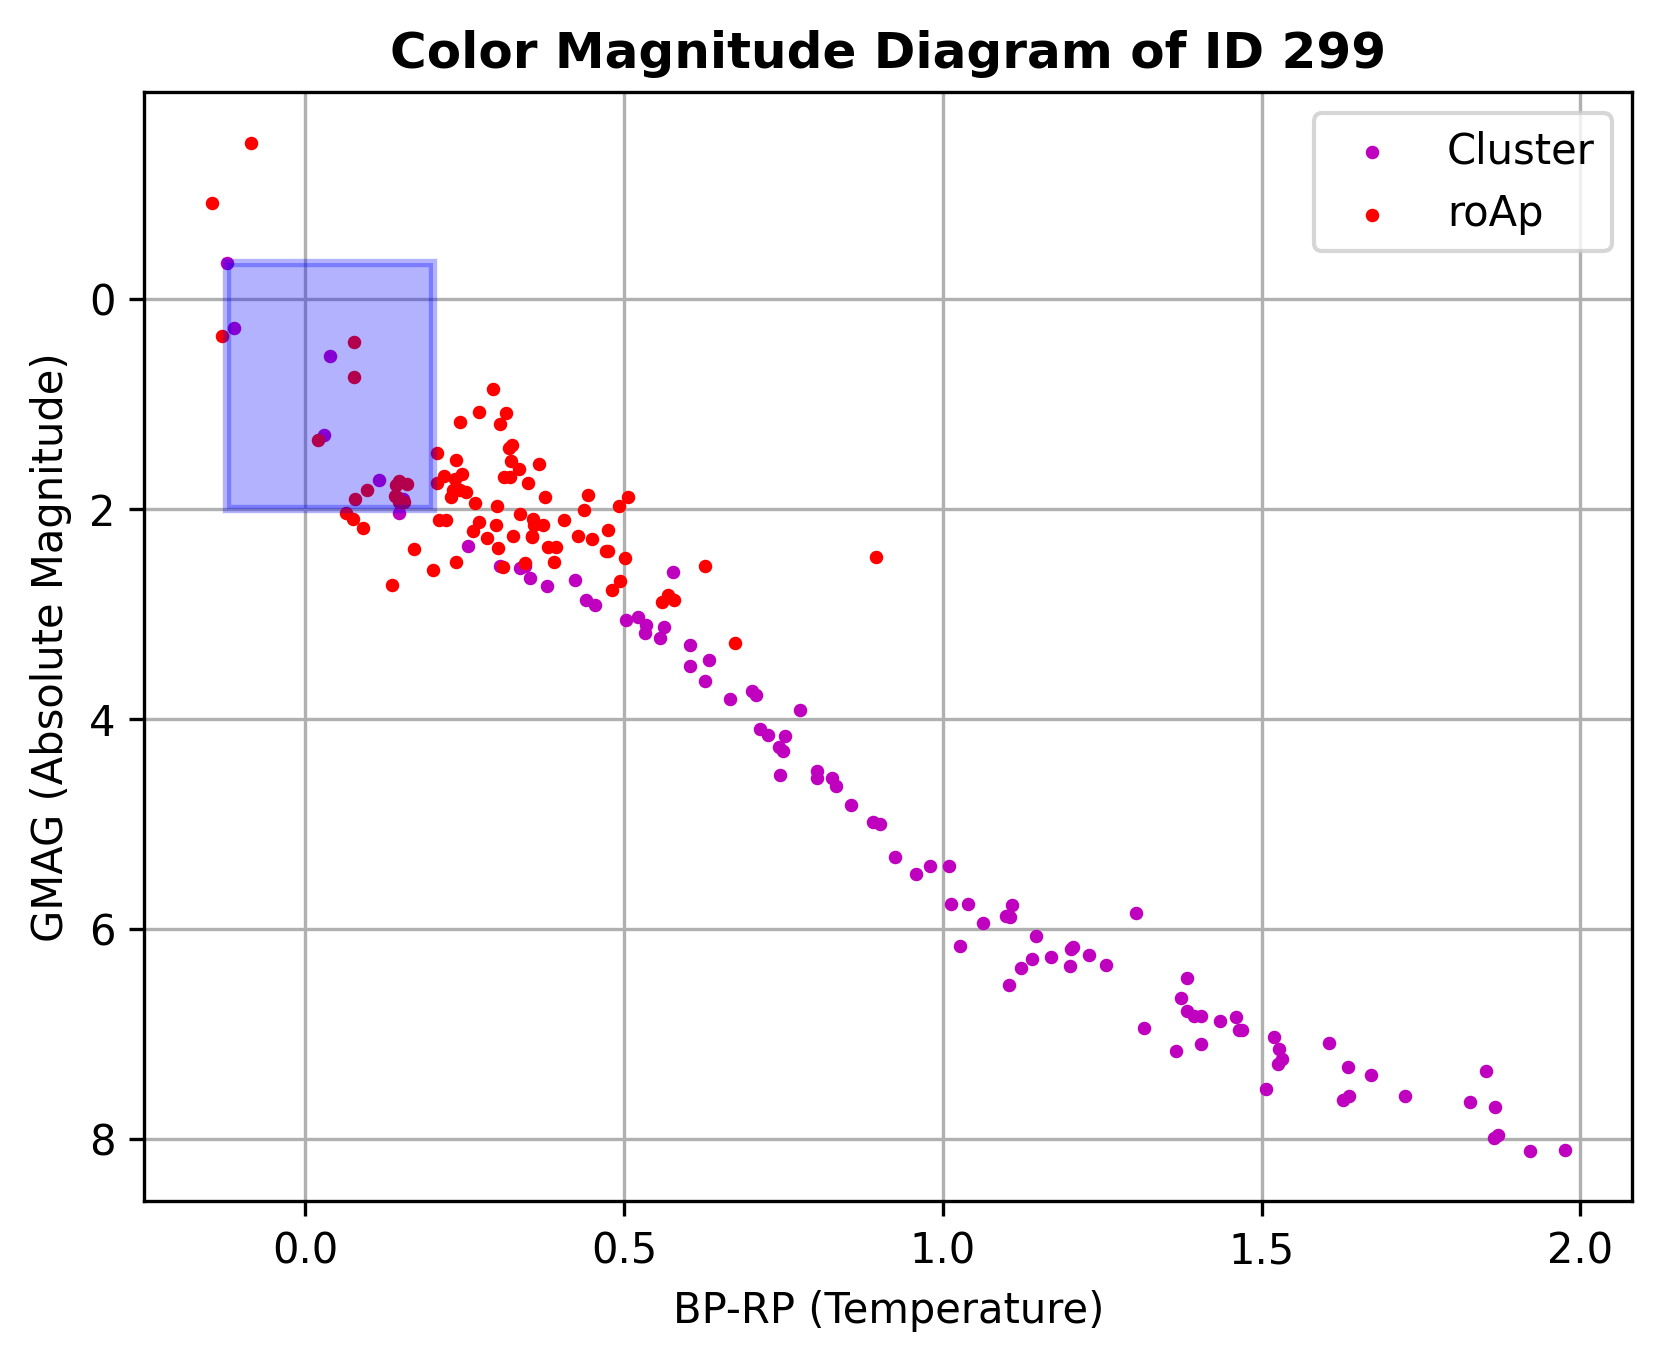 Color Magnitude Diagram of ID 299
Cluster
roAp
GMAG (Absolute Magnitude)
0
2
4
6
8
0.0 0.5 1.0 1.5 2.0
BP-RP (Temperature)